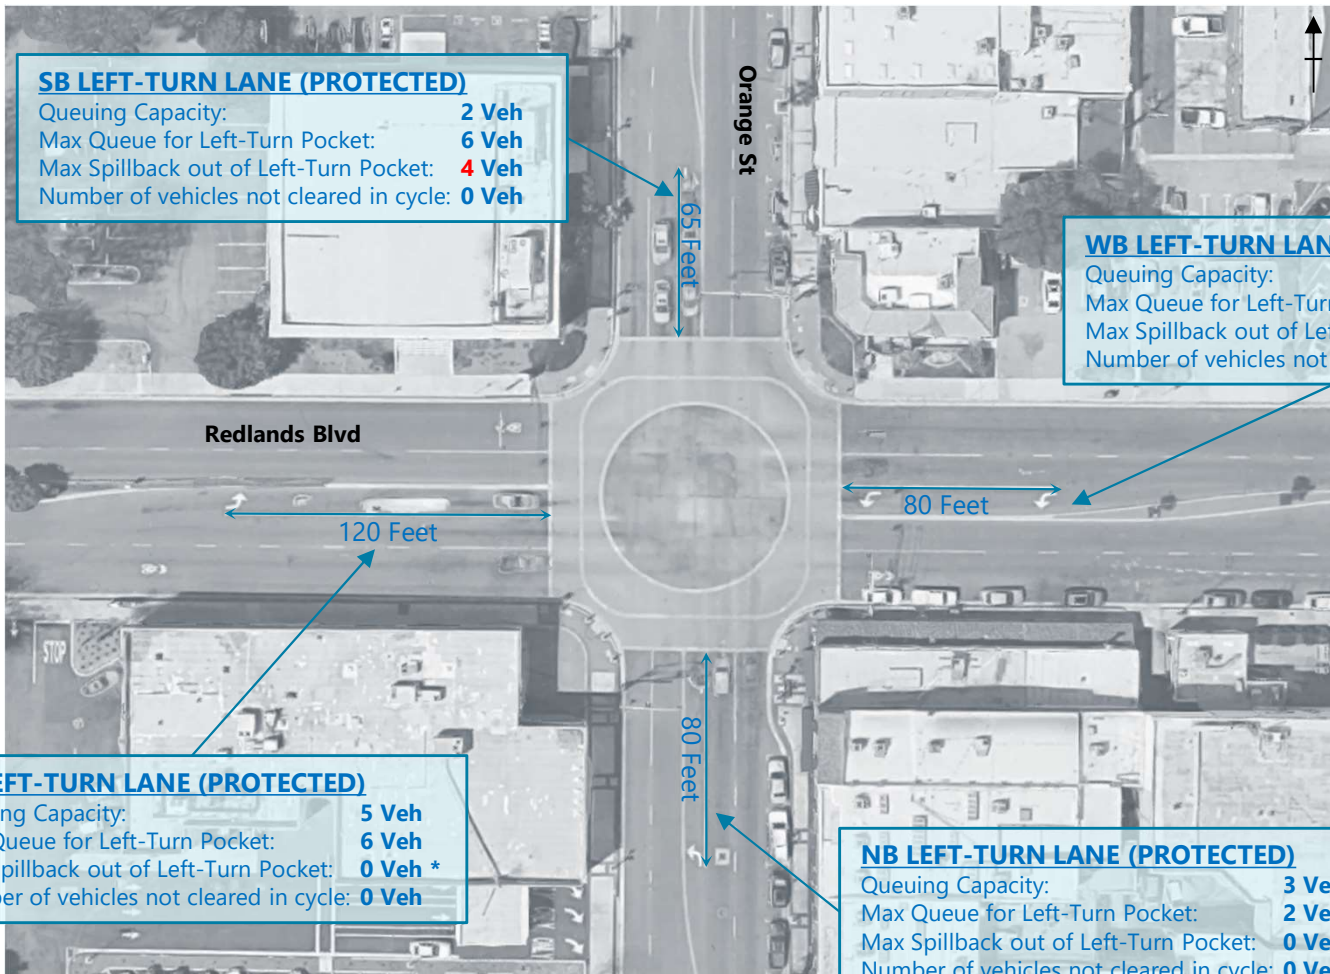 SB LEFT-TURN LANE (PROTECTED)
Queuing Capacity: 2 Veh
Max Queue for Left-Turn Pocket: 6 Veh
Max Spillback out of Left-Turn Pocket: 4 Veh
Number of vehicles not cleared in cycle: 0 Veh
Orange St
65 Feet
WB LEFT-TURN LAN
Queuing Capacity:
Max Queue for Left-Turn
Max Spillback out of Lef
Number of vehicles not
Redlands Blvd
120 Feet
80 Feet
STOP
80 Feet
EFT-TURN LANE (PROTECTED)
ng Capacity: 5 Veh
Queue for Left-Turn Pocket: 6 Veh
Spillback out of Left-Turn Pocket: 0 Veh *
er of vehicles not cleared in cycle: 0 Veh
NB LEFT-TURN LANE (PROTECTED)
Queuing Capacity: 3 Ve
Max Queue for Left-Turn Pocket: 2 Ve
Max Spillback out of Left-Turn Pocket: 0 Ve
Number of vehicles not cleared in cycle: 0 Ve